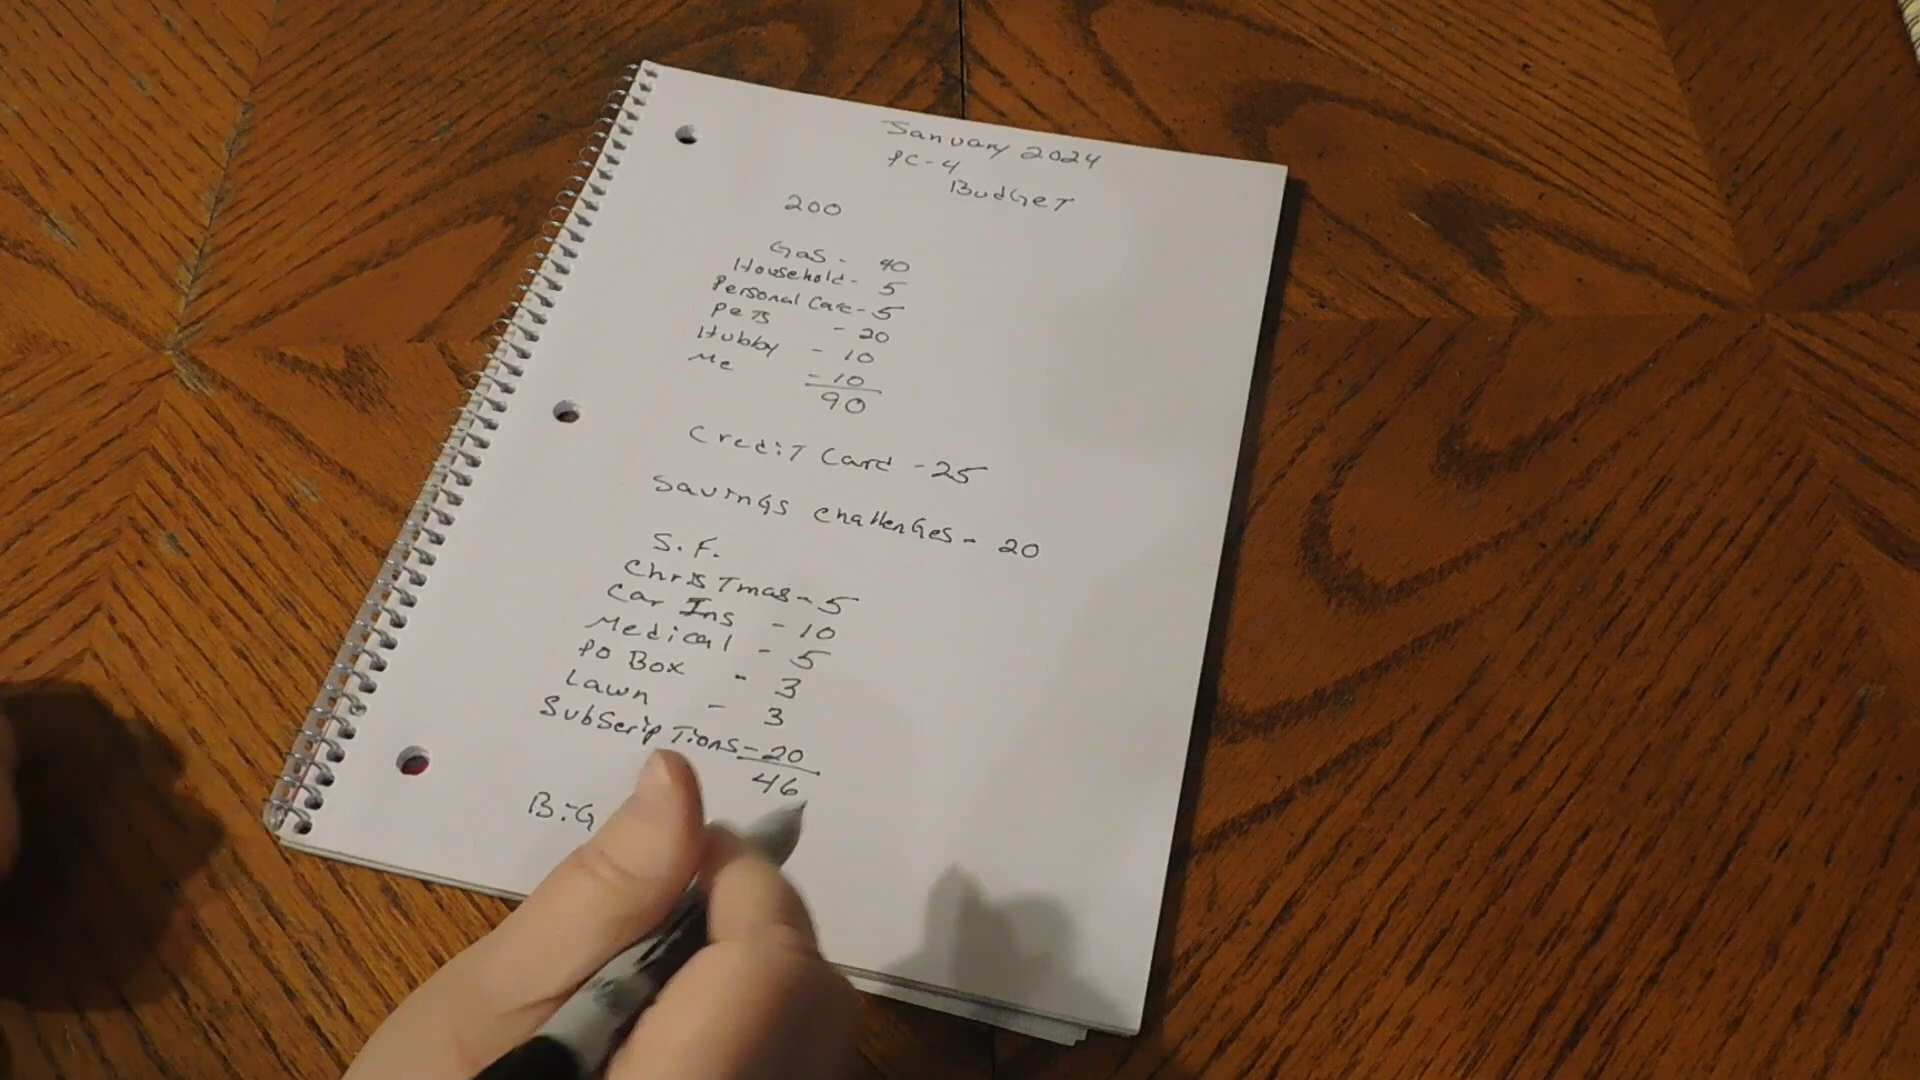 January 2024
PC-4
Budget
200
Gas - 40
Household - 5
Personal Care - 5
Pets - 20
Hubby - 10
Me - 10
90
Credit Card - 25
Savings Challenges - 20
S.F.
Christmas - 5
Car Ins - 10
Medical - 5
PO Box - 3
Lawn - 3
Subscriptions - 20
46
BiG